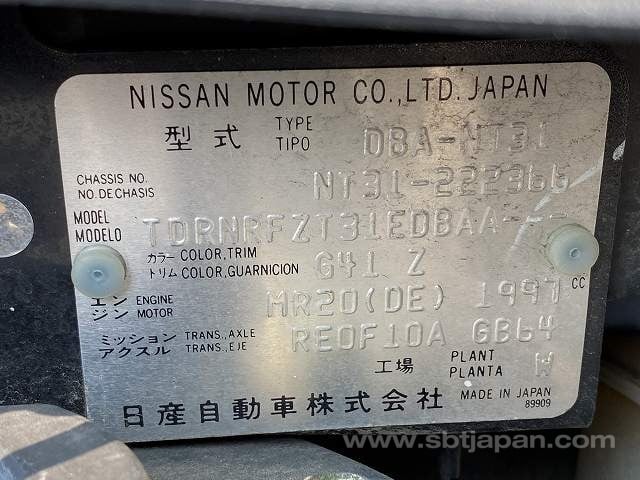 NISSAN MOTOR CO.,LTD. JAPAN
型式 TYPE TIPO DBA-NT31
CHASSIS NO. NO. DE CHASIS NT31-222366
MODEL MODELO TDRNRFZT31EDBAA---
カラー COLOR, TRIM
トリム COLOR, GUARNICION G41 Z
エンジン ENGINE MOTOR MR20(DE) 1997 CC
ミッション TRANS., AXLE
アクスル TRANS., EJE RE0F10A GB64
工場 PLANT PLANTA W
MADE IN JAPAN
日産自動車株式会社 89909
www.sbtjapan.com